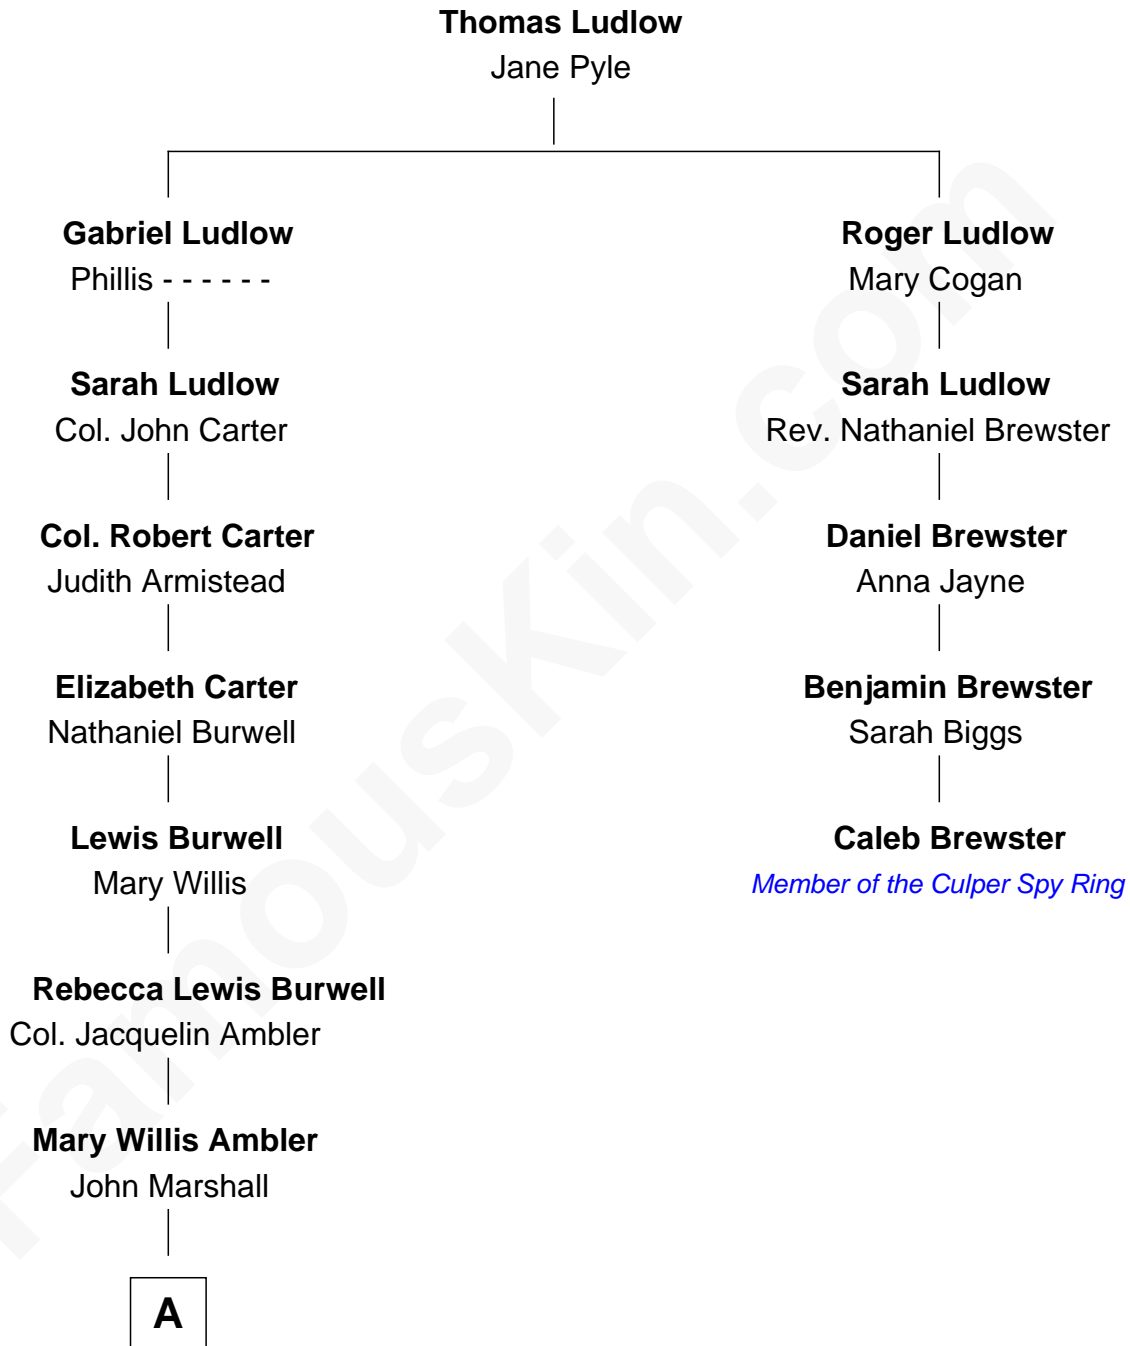 Thomas Ludlow
Jane Pyle
Gabriel Ludlow
Phillis - - - - - -
Sarah Ludlow
Col. John Carter
Col. Robert Carter
Judith Armistead
Elizabeth Carter
Nathaniel Burwell
Lewis Burwell
Mary Willis
Rebecca Lewis Burwell
Col. Jacquelin Ambler
Mary Willis Ambler
John Marshall
A
Roger Ludlow
Mary Cogan
Sarah Ludlow
Rev. Nathaniel Brewster
Daniel Brewster
Anna Jayne
Benjamin Brewster
Sarah Biggs
Caleb Brewster
Member of the Culper Spy Ring
FamousKin.com